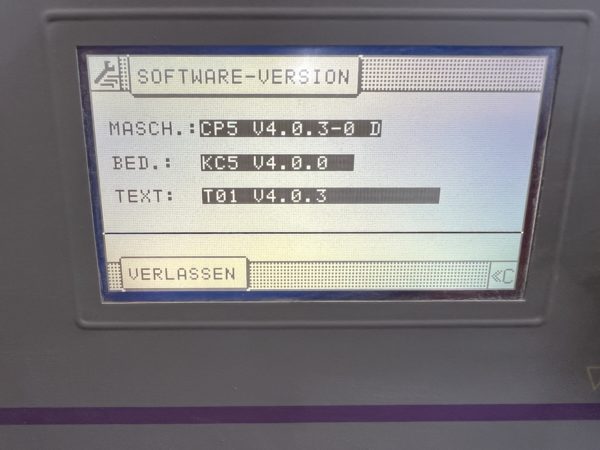 SOFTWARE-VERSION
MASCH.: CP5 V4.0.3-0 D
BED.: KC5 V4.0.0
TEXT: T01 V4.0.3
VERLASSEN
«C